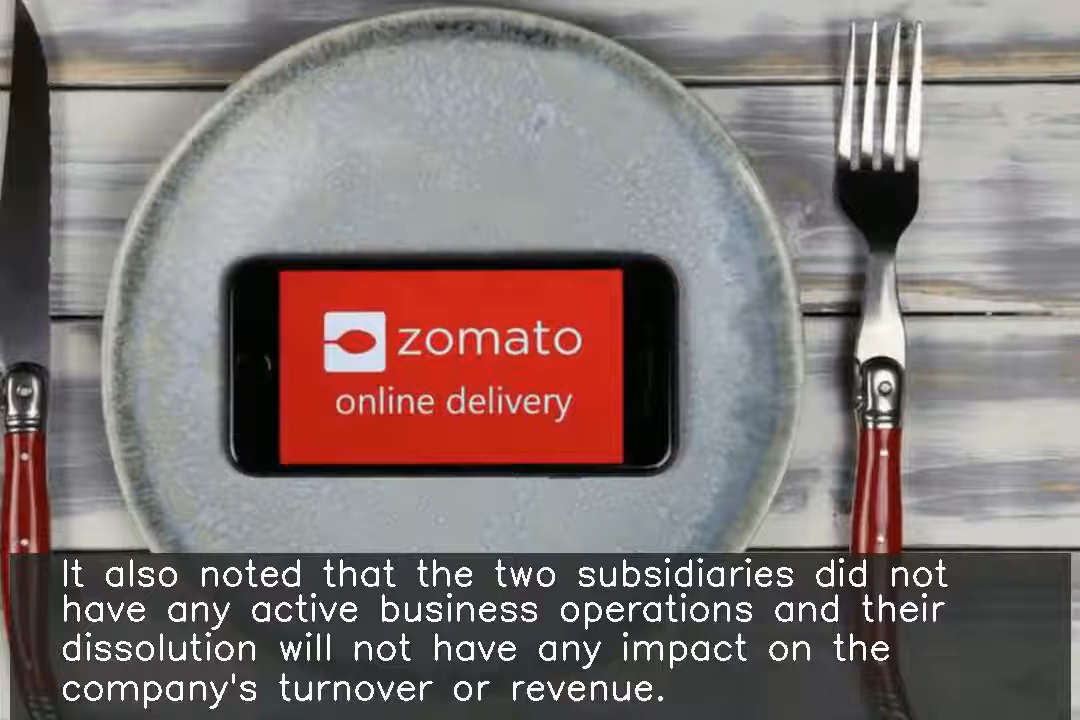 zomato
online delivery
It also noted that the two subsidiaries did not
have any active business operations and their
dissolution will not have any impact on the
company's turnover or revenue.